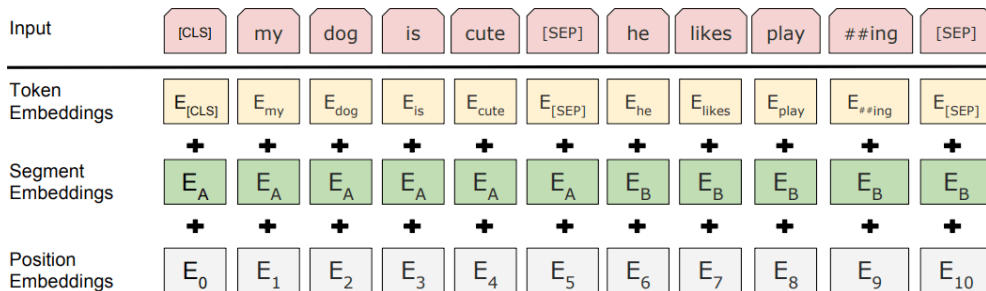 Input [CLS] my dog is cute [SEP] he likes play ##ing [SEP]
Token Embeddings E[CLS] Emy Edog Eis Ecute E[SEP] Ehe Elikes Eplay E##ing E[SEP]
+ + + + + + + + + + +
Segment Embeddings EA EA EA EA EA EA EB EB EB EB EB
+ + + + + + + + + + +
Position Embeddings E0 E1 E2 E3 E4 E5 E6 E7 E8 E9 E10